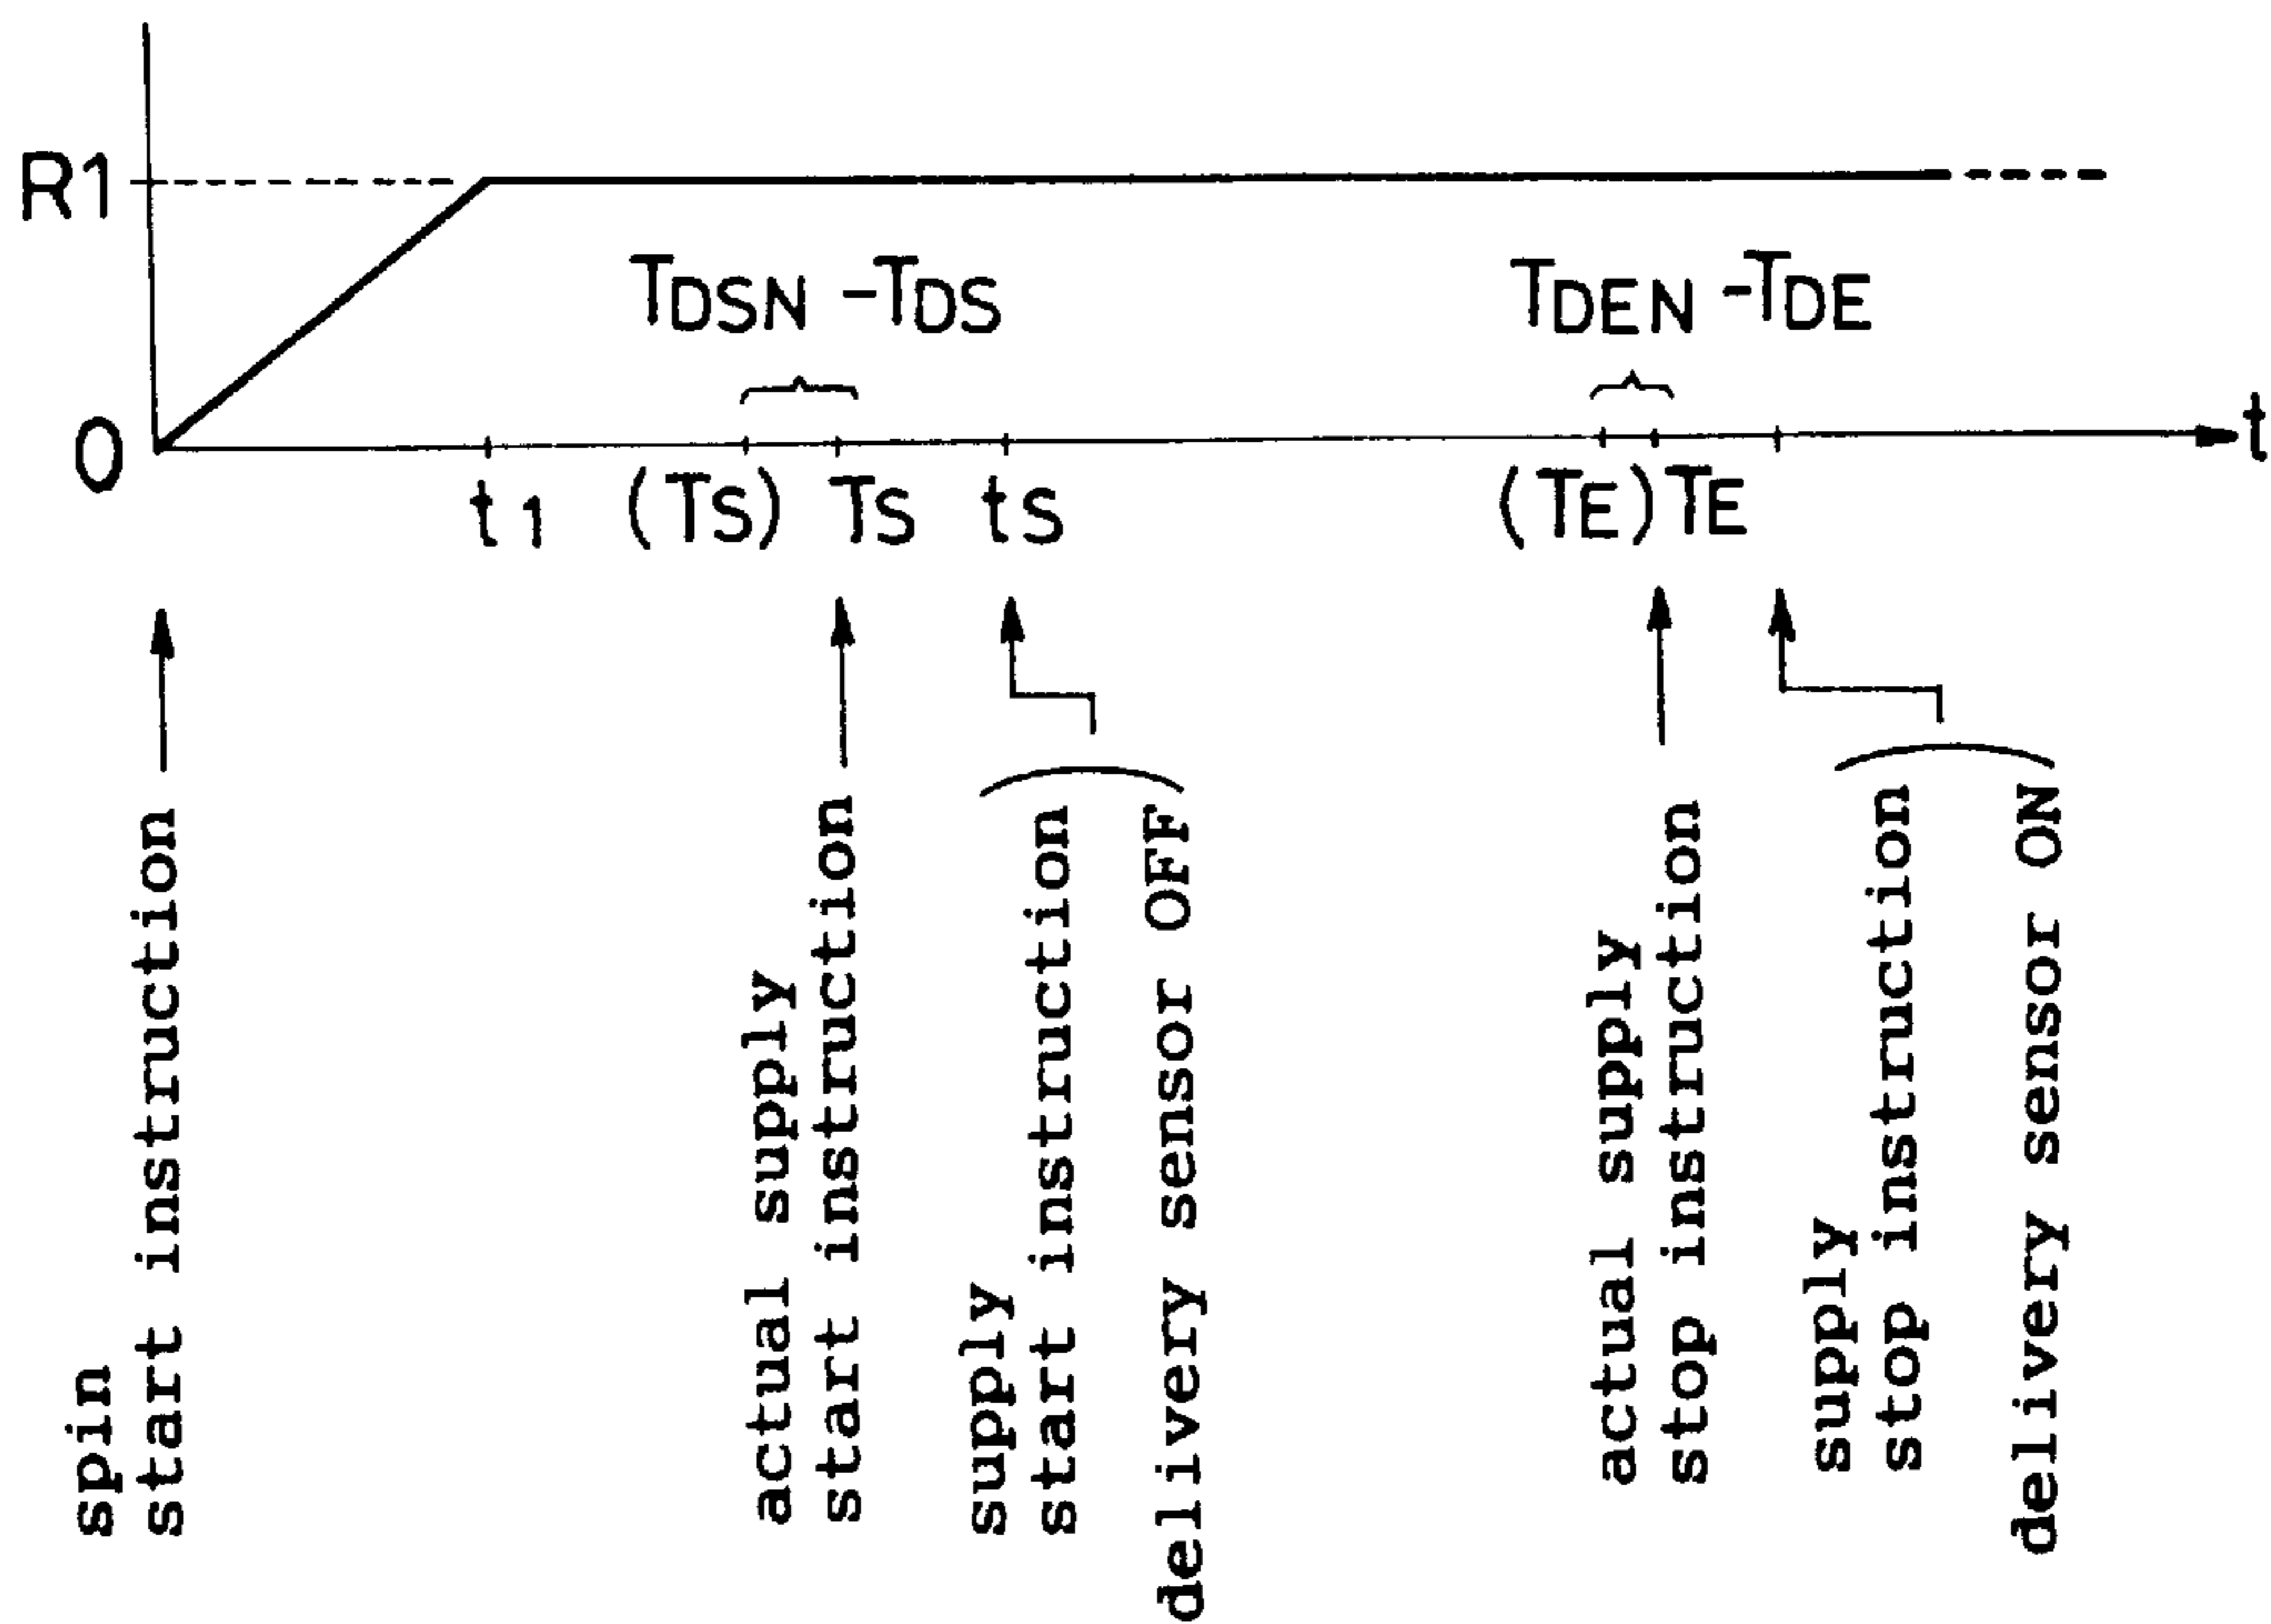 R1
TDSN -TDS
TDEN -TDE
0
t
t1
(TS)
TS
tS
(TE)
TE
spin
start instruction
actual supply
start instruction
supply
start instruction
delivery sensor OFF
actual supply
stop instruction
supply
stop instruction
delivery sensor ON